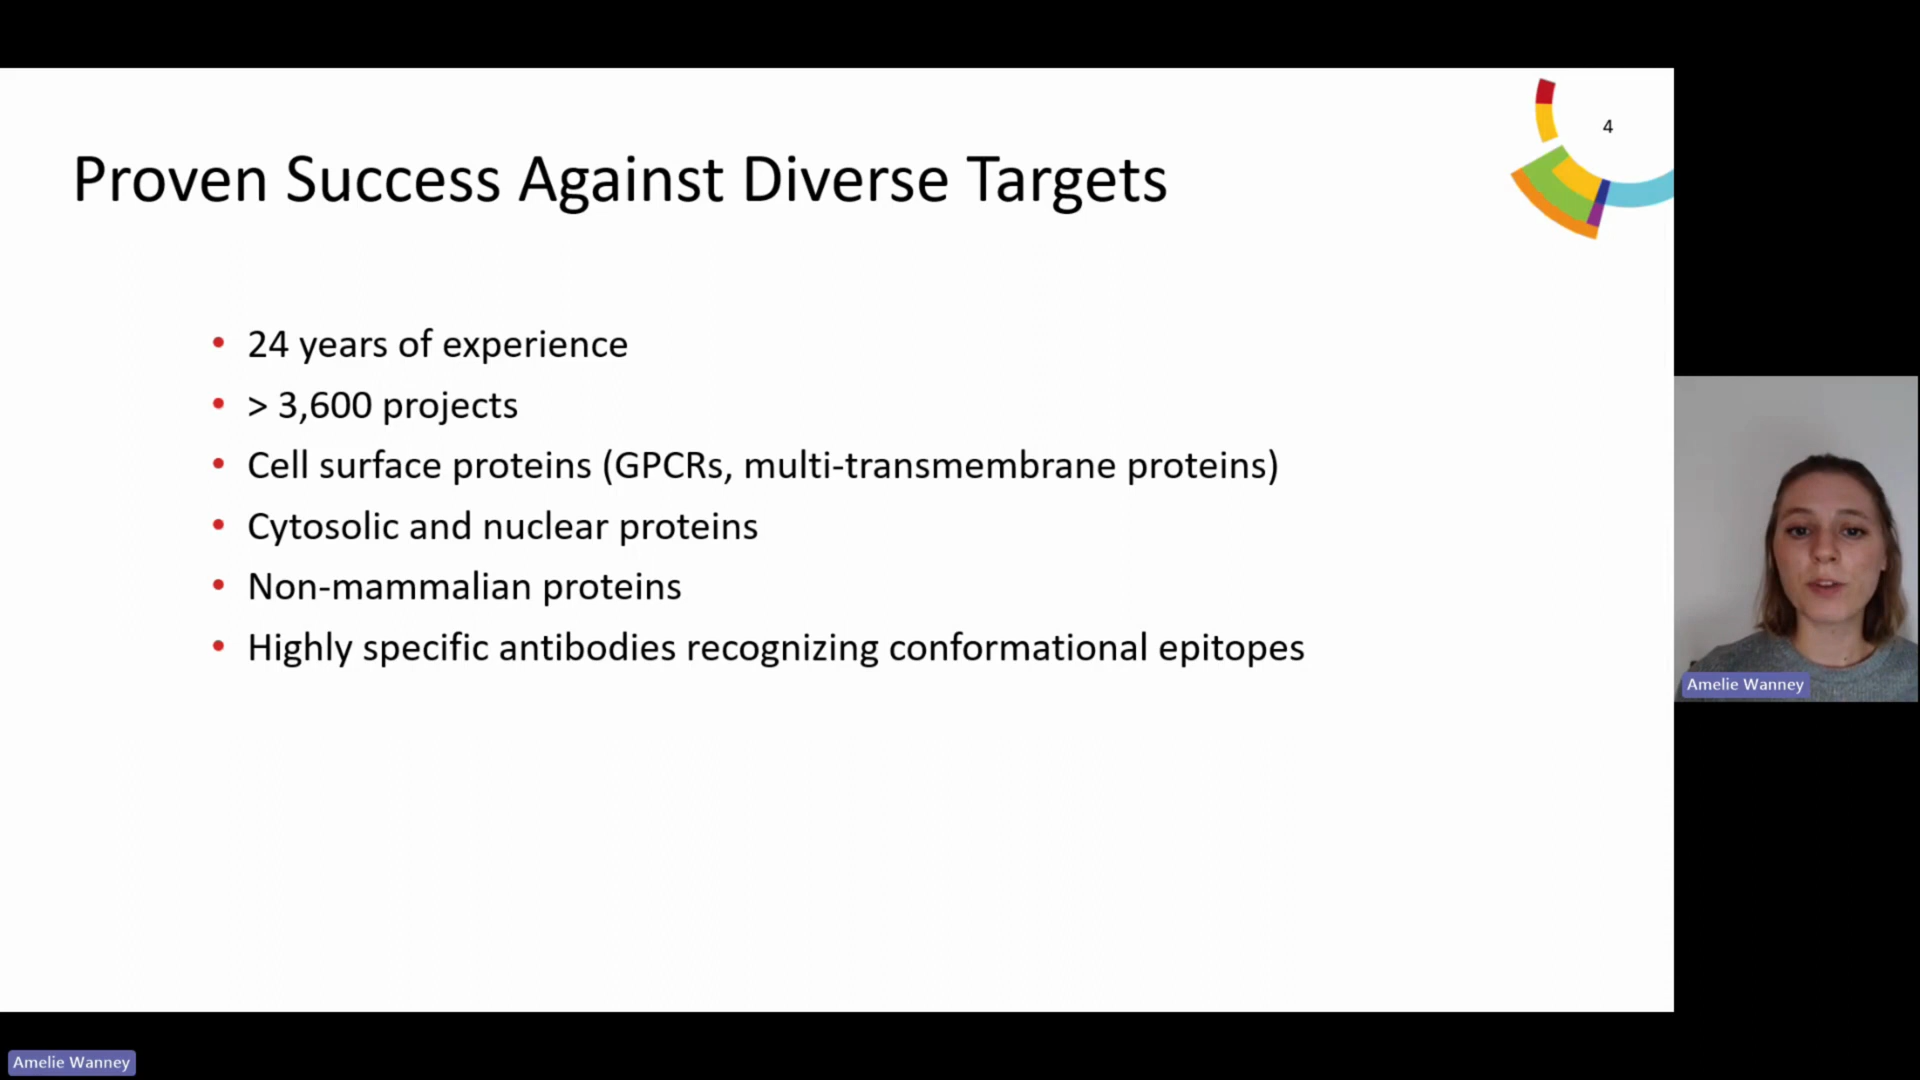 4
Proven Success Against Diverse Targets
• 24 years of experience
• > 3,600 projects
• Cell surface proteins (GPCRs, multi-transmembrane proteins)
• Cytosolic and nuclear proteins
• Non-mammalian proteins
• Highly specific antibodies recognizing conformational epitopes
Amelie Wanney
Amelie Wanney